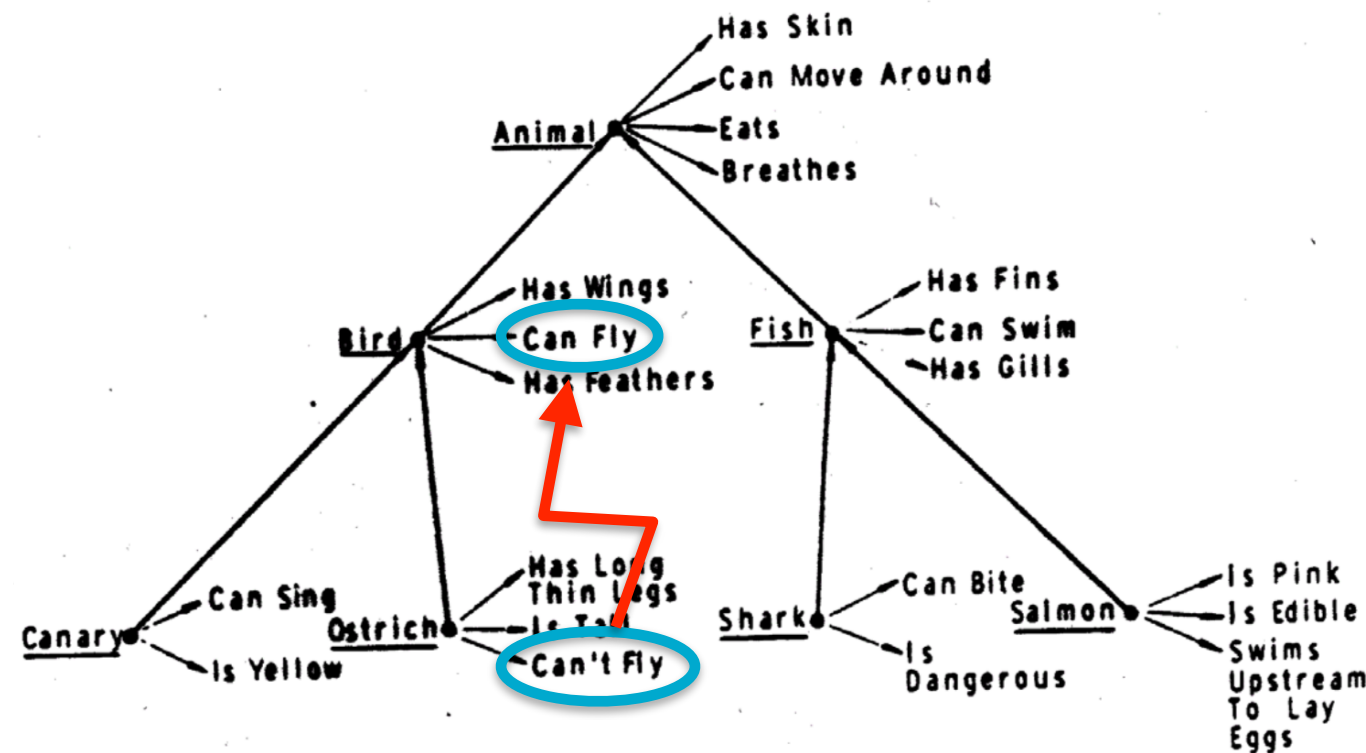 Has Skin
Can Move Around
Animal
Eats
Breathes
Has Wings
Bird
Can Fly
Has Feathers
Has Fins
Fish
Can Swim
Has Gills
Canary
Can Sing
Is Yellow
Ostrich
Has Long
Thin Legs
Is Tall
Can't Fly
Shark
Can Bite
Is
Dangerous
Salmon
Is Pink
Is Edible
Swims
Upstream
To Lay
Eggs